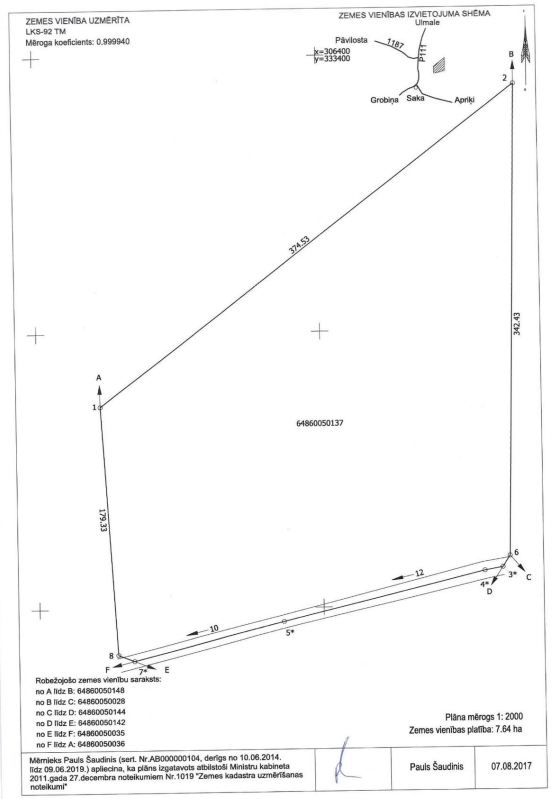 ZEMES VIENĪBA UZMĒRĪTA
LKS-92 TM
Mēroga koeficients: 0.999940
ZEMES VIENĪBAS IZVIETOJUMA SHĒMA
Ulmale
Pāvilosta
1187
P111
x=306400
y=333400
Grobiņa
Saka
Apriķi
B
2
374.53
342.43
A
1
64860050137
179.33
6
12
3*
C
4*
D
10
5*
8
F
7*
E
Robežojošo zemes vienību saraksts:
no A līdz B: 64860050148
no B līdz C: 64860050028
no C līdz D: 64860050144
no D līdz E: 64860050142
no E līdz F: 64860050035
no F līdz A: 64860050036
Plāna mērogs 1: 2000
Zemes vienības platība: 7.64 ha
Mērnieks Pauls Šaudinis (sert. Nr.AB000000104, derīgs no 10.06.2014.
līdz 09.06.2019.) apliecina, ka plāns izgatavots atbilstoši Ministru kabineta
2011.gada 27.decembra noteikumiem Nr.1019 "Zemes kadastra uzmērīšanas
noteikumi"
Pauls Šaudinis
07.08.2017